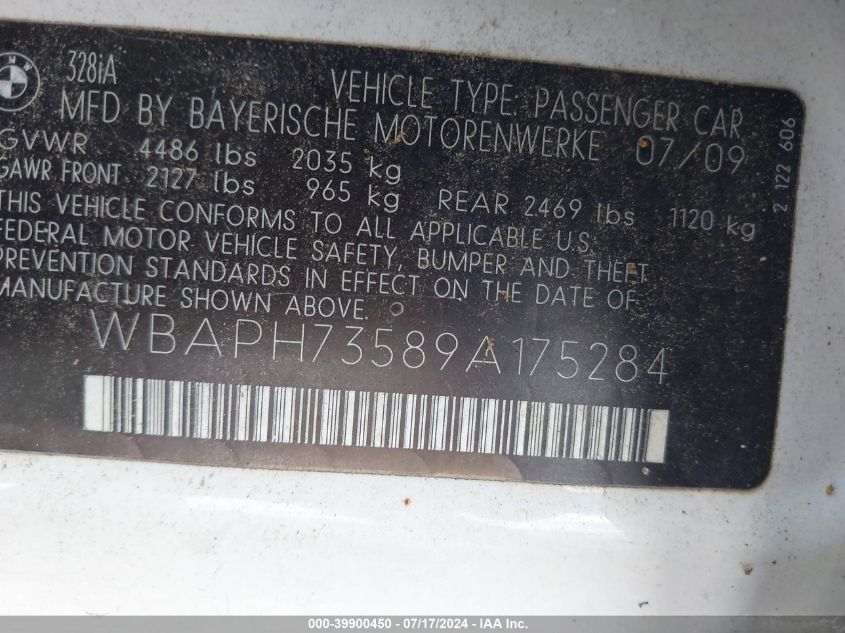 BMW
328iA
VEHICLE TYPE: PASSENGER CAR
MFD BY BAYERISCHE MOTORENWERKE 07/09
GVWR 4486 lbs 2035 kg
GAWR FRONT 2127 lbs 965 kg REAR 2469 lbs 1120 kg
THIS VEHICLE CONFORMS TO ALL APPLICABLE U.S.
FEDERAL MOTOR VEHICLE SAFETY, BUMPER AND THEFT
PREVENTION STANDARDS IN EFFECT ON THE DATE OF
MANUFACTURE SHOWN ABOVE.
WBAPH73589A175284
2 122 606
000-39900450 - 07/17/2024 - IAA Inc.